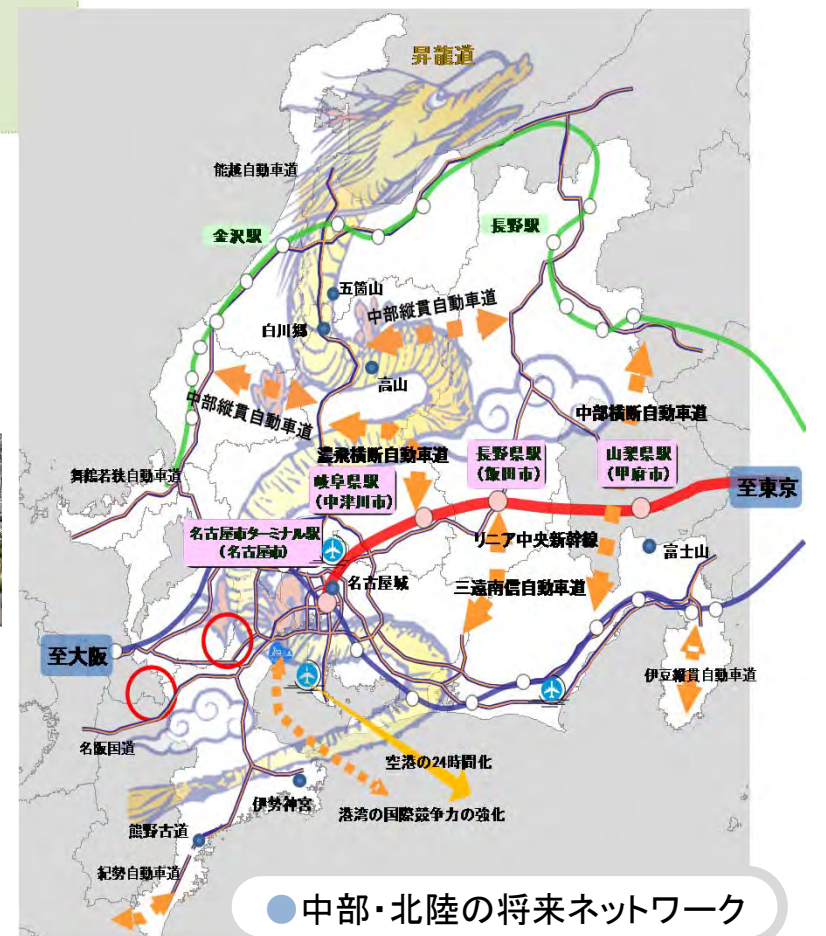 昇龍道
能越自動車道
金沢駅
長野駅
五箇山
中部縦貫自動車道
白川郷
高山
中部縦貫自動車道
中部横断自動車道
舞鶴若狭自動車道
濃飛横断自動車道
岐阜県駅
(中津川市)
長野県駅
(飯田市)
山梨県駅
(甲府市)
至東京
名古屋市ターミナル駅
(名古屋市)
リニア中央新幹線
富士山
名古屋城
三遠南信自動車道
至大阪
伊豆縦貫自動車道
名阪国道
空港の24時間化
伊勢神宮
港湾の国際競争力の強化
熊野古道
紀勢自動車道
●中部・北陸の将来ネットワーク